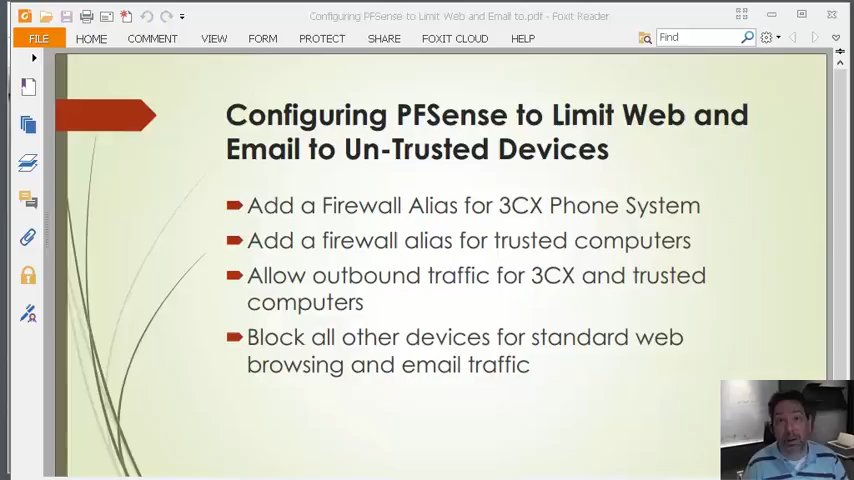 Configuring PFSense to Limit Web and Email to.pdf - Foxit Reader
FILE HOME COMMENT VIEW FORM PROTECT SHARE FOXIT CLOUD HELP Find
Configuring PFSense to Limit Web and
Email to Un-Trusted Devices
Add a Firewall Alias for 3CX Phone System
Add a firewall alias for trusted computers
Allow outbound traffic for 3CX and trusted
computers
Block all other devices for standard web
browsing and email traffic